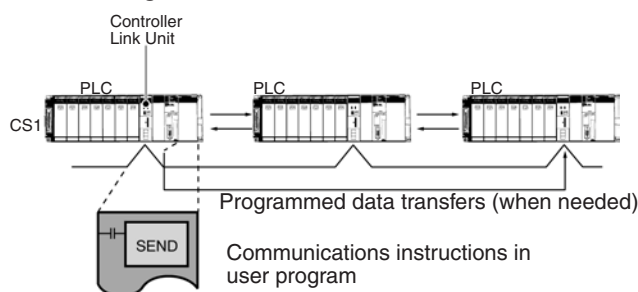 Controller
Link Unit
PLC
PLC
PLC
CS1
Programmed data transfers (when needed)
SEND
Communications instructions in
user program